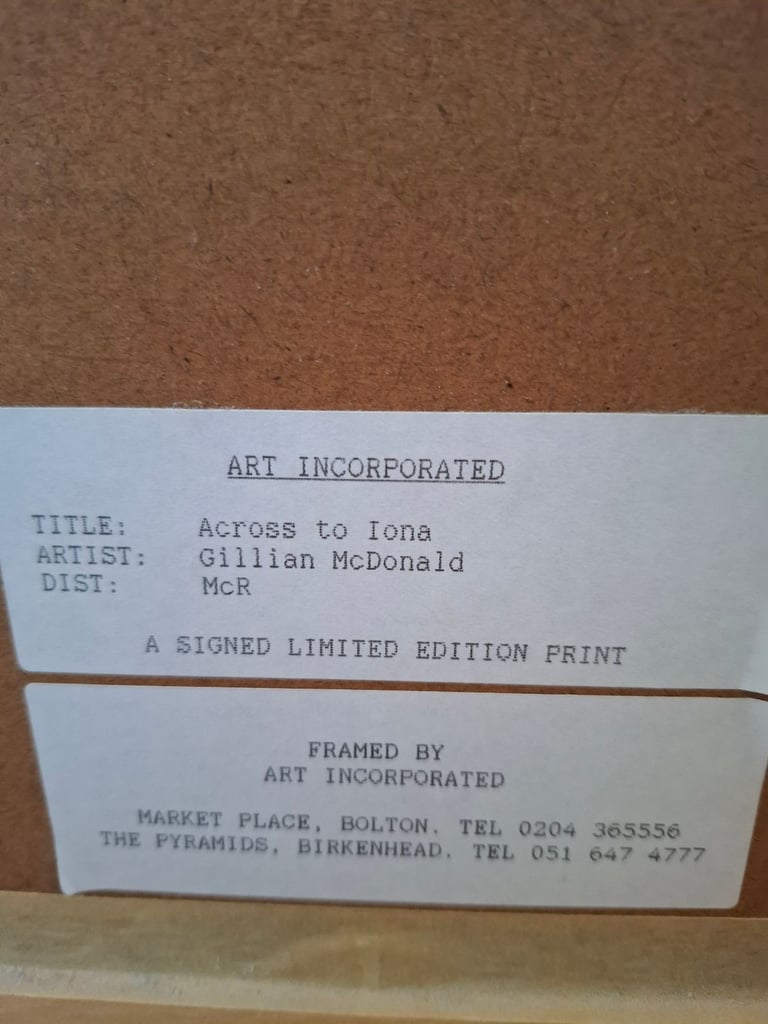 ART INCORPORATED
TITLE: Across to Iona
ARTIST: Gillian McDonald
DIST: McR
A SIGNED LIMITED EDITION PRINT
FRAMED BY
ART INCORPORATED
MARKET PLACE, BOLTON. TEL 0204 365556
THE PYRAMIDS, BIRKENHEAD. TEL 051 647 4777